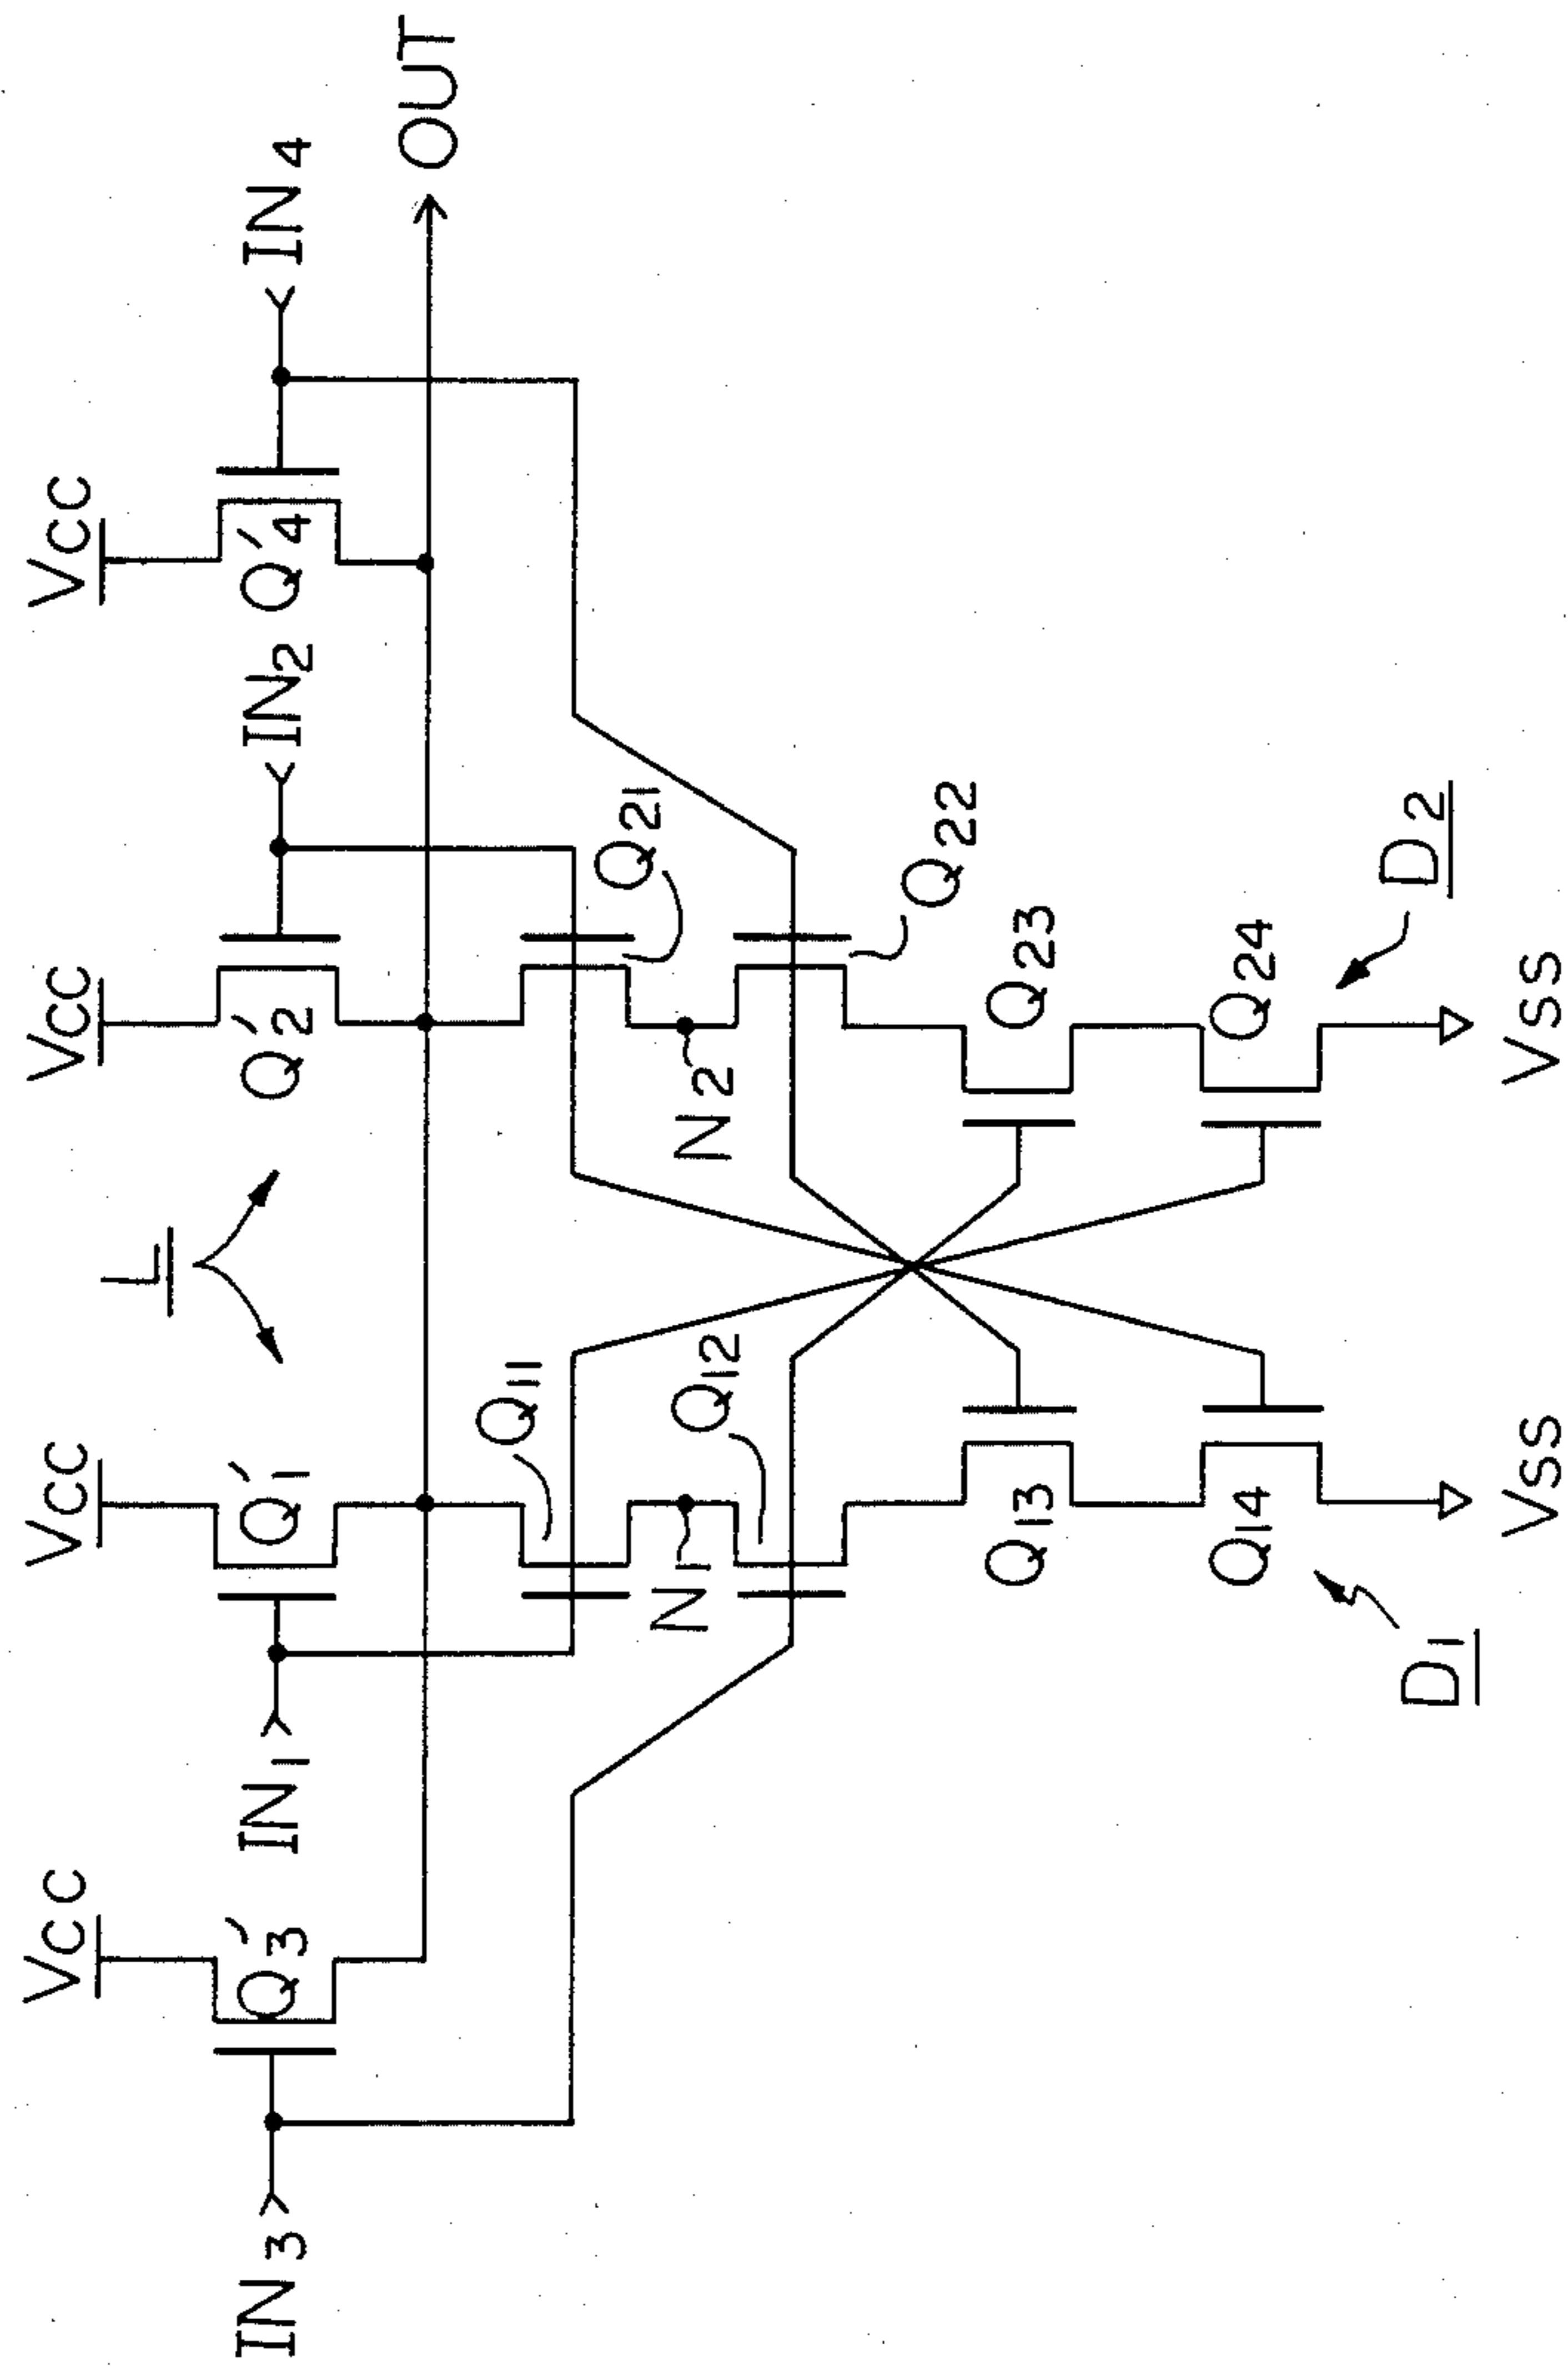 VCC VCC VCC VCC
L
IN3 Q'3 IN1 Q'1 Q'2 IN2 Q'4 IN4
OUT
Q11 Q21
N1 Q12 N2 Q22
Q13 Q23
Q14 Q24
D1 D2
VSS VSS